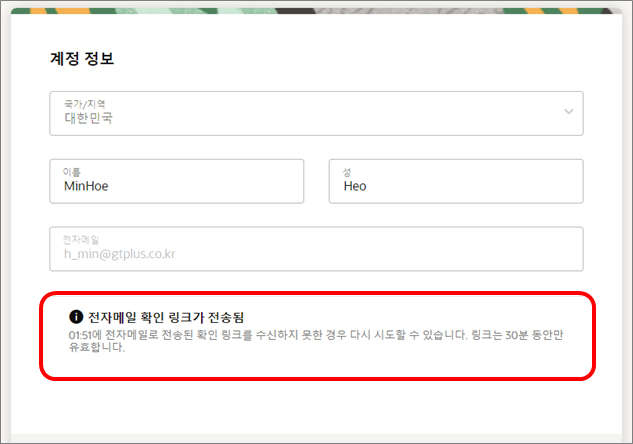 계정 정보
국가/지역
대한민국
이름
MinHoe
성
Heo
전자메일
h_min@gtplus.co.kr
전자메일 확인 링크가 전송됨
01:51에 전자메일로 전송된 확인 링크를 수신하지 못한 경우 다시 시도할 수 있습니다. 링크는 30분 동안만
유효합니다.